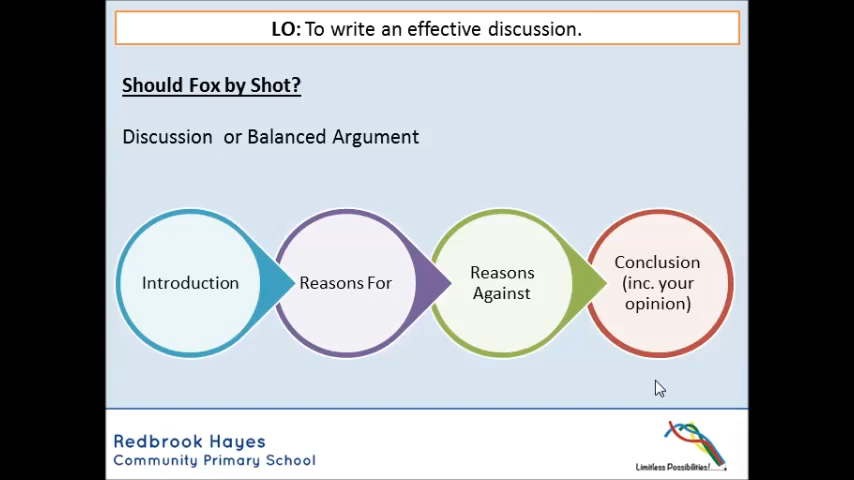 LO: To write an effective discussion.
Should Fox by Shot?
Discussion or Balanced Argument
Introduction
Reasons For
Reasons
Against
Conclusion
(inc. your
opinion)
Redbrook Hayes
Community Primary School
Limitless Possibilities!